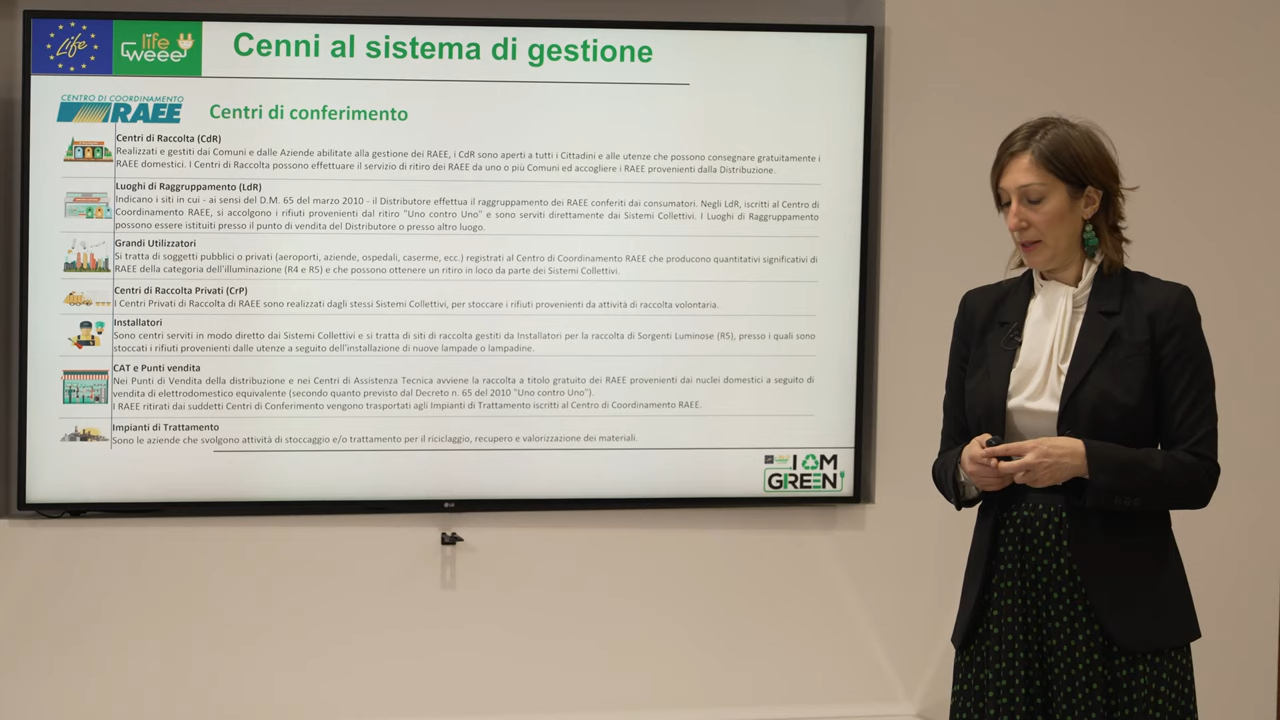 Life
life
weee
Cenni al sistema di gestione
CENTRO DI COORDINAMENTO
RAEE
Centri di conferimento
Centri di Raccolta (CdR)
Realizzati e gestiti dai Comuni e dalle Aziende abilitate alla gestione dei RAEE, i CdR sono aperti a tutti i Cittadini e alle utenze che possono consegnare gratuitamente i
RAEE domestici. I Centri di Raccolta possono effettuare il servizio di ritiro dei RAEE da uno o più Comuni ed accogliere i RAEE provenienti dalla Distribuzione.
Luoghi di Raggruppamento (LdR)
Indicano i siti in cui - ai sensi del D.M. 65 del marzo 2010 - il Distributore effettua il raggruppamento dei RAEE conferiti dai consumatori. Negli LdR, iscritti al Centro di
Coordinamento RAEE, si accolgono i rifiuti provenienti dal ritiro "Uno contro Uno" e sono serviti direttamente dai Sistemi Collettivi. I Luoghi di Raggruppamento
possono essere istituiti presso il punto di vendita del Distributore o presso altro luogo.
Grandi Utilizzatori
Si tratta di soggetti pubblici o privati (aeroporti, aziende, ospedali, caserme, ecc.) registrati al Centro di Coordinamento RAEE che producono quantitativi significativi di
RAEE della categoria dell'illuminazione (R4 e R5) e che possono ottenere un ritiro in loco da parte dei Sistemi Collettivi.
Centri di Raccolta Privati (CrP)
I Centri Privati di Raccolta di RAEE sono realizzati dagli stessi Sistemi Collettivi, per stoccare i rifiuti provenienti da attività di raccolta volontaria.
Installatori
Sono centri serviti in modo diretto dai Sistemi Collettivi e si tratta di siti di raccolta gestiti da Installatori per la raccolta di Sorgenti Luminose (R5), presso i quali sono
stoccati i rifiuti provenienti dalle utenze a seguito dell'installazione di nuove lampade o lampadine.
CAT e Punti vendita
Nei Punti di Vendita della distribuzione e nei Centri di Assistenza Tecnica avviene la raccolta a titolo gratuito dei RAEE provenienti dai nuclei domestici a seguito di
vendita di elettrodomestico equivalente (secondo quanto previsto dal Decreto n. 65 del 2010 "Uno contro Uno").
I RAEE ritirati dai suddetti Centri di Conferimento vengono trasportati agli Impianti di Trattamento iscritti al Centro di Coordinamento RAEE.
Impianti di Trattamento
Sono le aziende che svolgono attività di stoccaggio e/o trattamento per il riciclaggio, recupero e valorizzazione dei materiali.
I AM
GREEN
LG